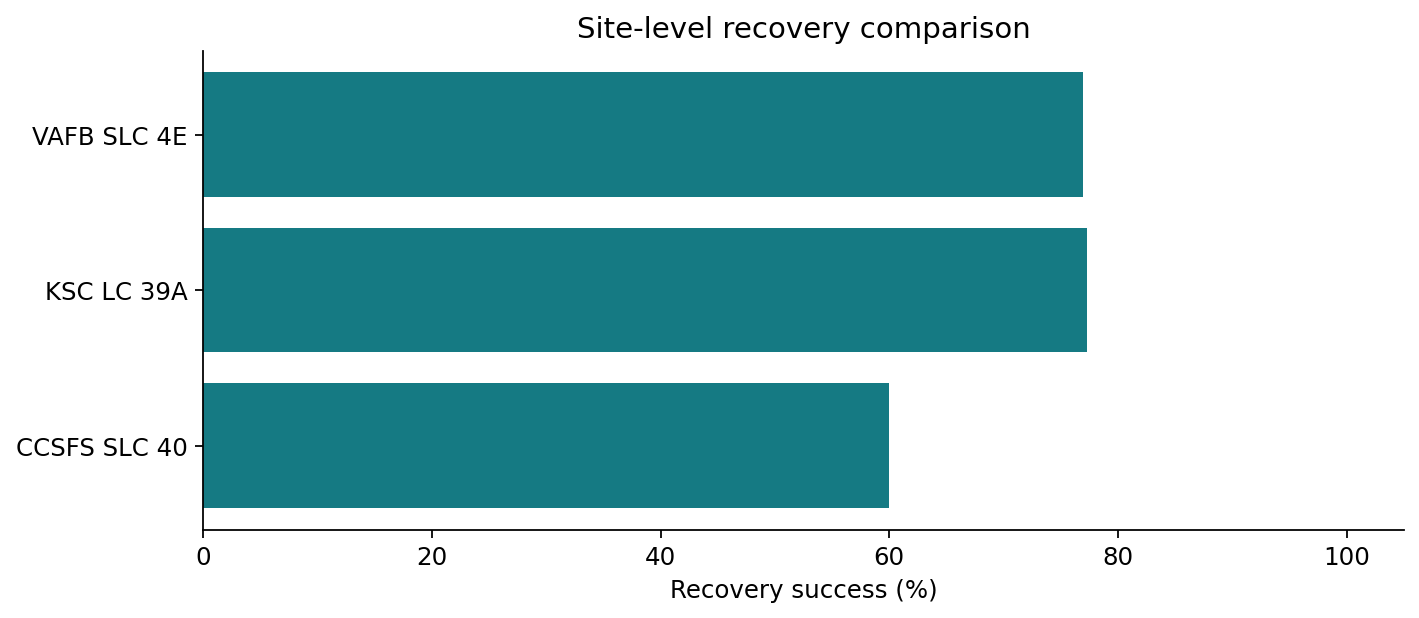 Site-level recovery comparison
VAFB SLC 4E
KSC LC 39A
CCSFS SLC 40
0 20 40 60 80 100
Recovery success (%)